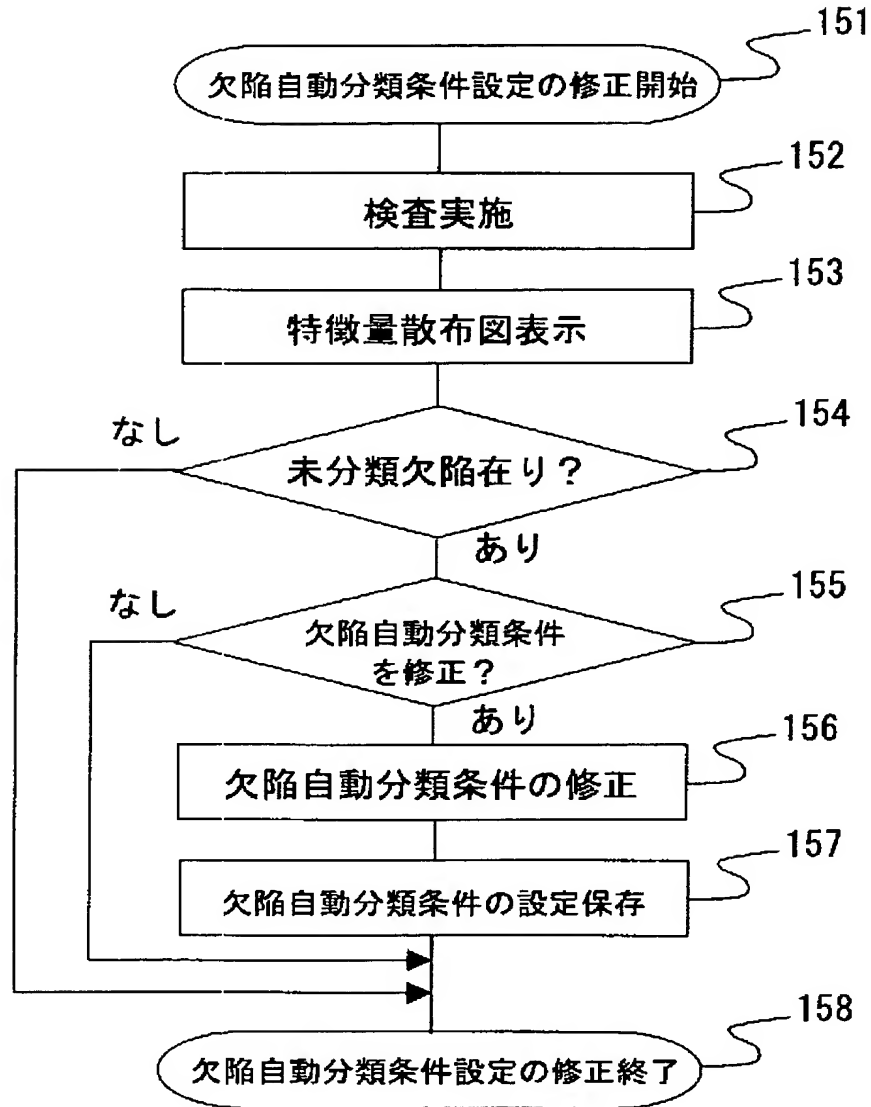 151
欠陥自動分類条件設定の修正開始
152
検査実施
153
特徴量散布図表示
154
なし
未分類欠陥在り?
あり
155
なし
欠陥自動分類条件
を修正?
あり
156
欠陥自動分類条件の修正
157
欠陥自動分類条件の設定保存
158
欠陥自動分類条件設定の修正終了